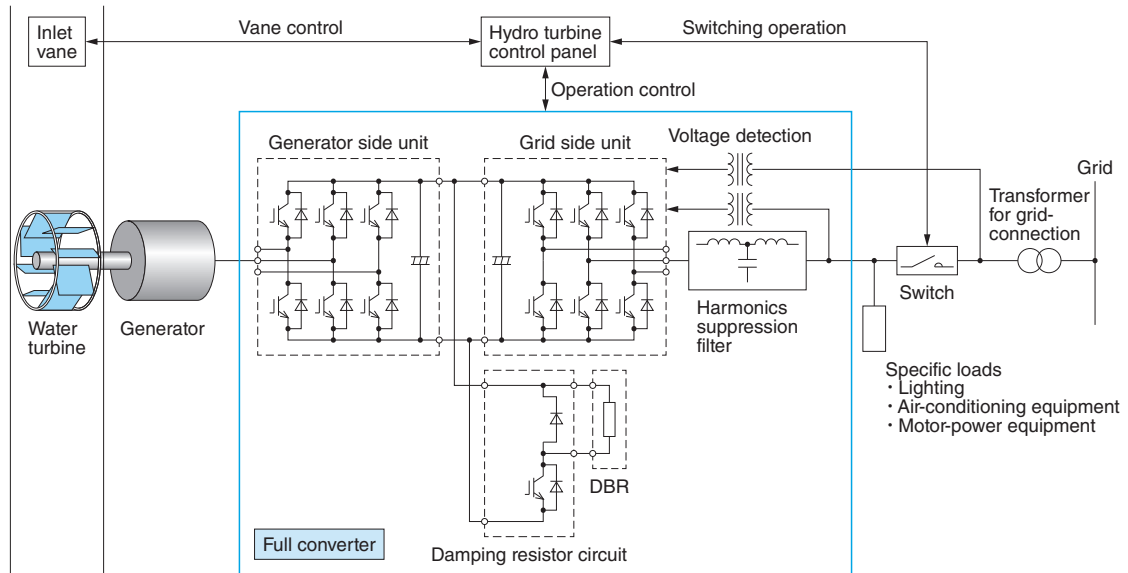 Inlet
vane
Vane control
Hydro turbine
control panel
Switching operation
Operation control
Generator side unit
Grid side unit
Voltage detection
Grid
Transformer
for grid-
connection
Water
turbine
Generator
Harmonics
suppression
filter
Switch
Specific loads
・Lighting
・Air-conditioning equipment
・Motor-power equipment
DBR
Full converter
Damping resistor circuit